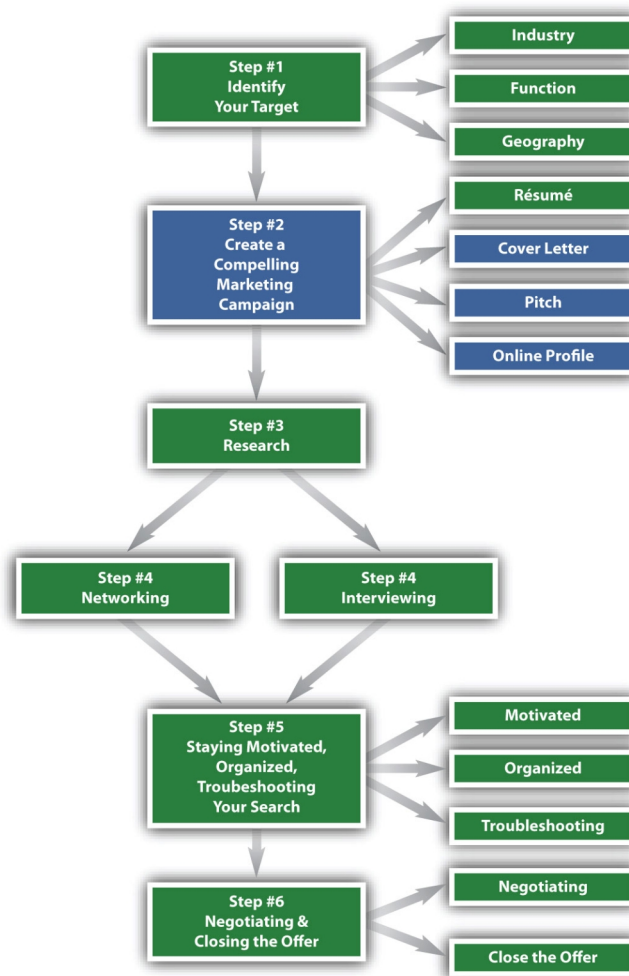 Step #1
Identify
Your Target
Industry
Function
Geography
Step #2
Create a
Compelling
Marketing
Campaign
Résumé
Cover Letter
Pitch
Online Profile
Step #3
Research
Step #4
Networking
Step #4
Interviewing
Step #5
Staying Motivated,
Organized,
Troubeshooting
Your Search
Motivated
Organized
Troubleshooting
Step #6
Negotiating &
Closing the Offer
Negotiating
Close the Offer